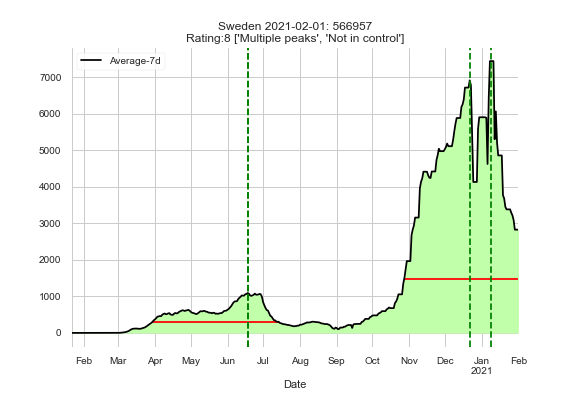 Sweden 2021-02-01: 566957
Rating:8 ['Multiple peaks', 'Not in control']
Average-7d
7000
6000
5000
4000
3000
2000
1000
0
Feb Mar Apr May Jun Jul Aug Sep Oct Nov Dec Jan Feb
2021
Date